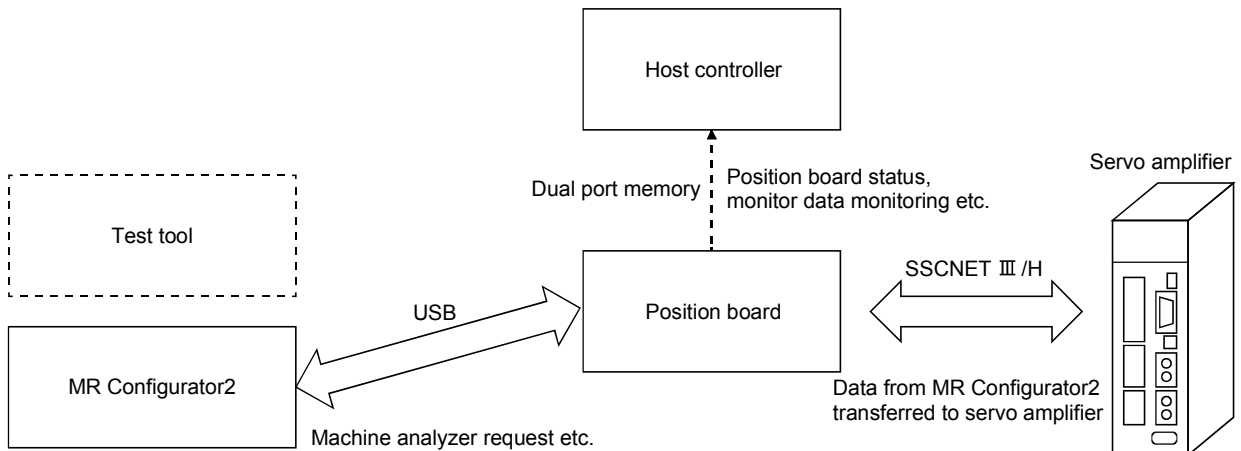 Host controller
Servo amplifier
Dual port memory
Position board status,
monitor data monitoring etc.
Test tool
SSCNET Ⅲ /H
USB
Position board
MR Configurator2
Data from MR Configurator2
transferred to servo amplifier
Machine analyzer request etc.